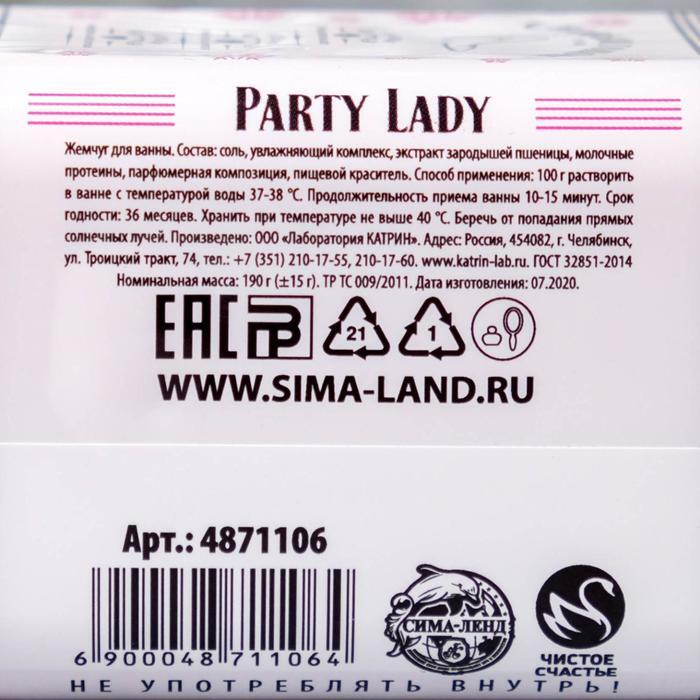 PARTY LADY
Жемчуг для ванны. Состав: соль, увлажняющий комплекс, экстракт зародышей пшеницы, молочные
протеины, парфюмерная композиция, пищевой краситель. Способ применения: 100 г растворить
в ванне с температурой воды 37-38 °C. Продолжительность приема ванны 10-15 минут. Срок
годности: 36 месяцев. Хранить при температуре не выше 40 °C. Беречь от попадания прямых
солнечных лучей. Произведено: ООО «Лаборатория КАТРИН». Адрес: Россия, 454082, г. Челябинск,
ул. Троицкий тракт, 74, тел.: +7 (351) 210-17-55, 210-17-60. www.katrin-lab.ru. ГОСТ 32851-2014
Номинальная масса: 190 г (±15 г). ТР ТС 009/2011. Дата изготовления: 07.2020.
EAC 21 1
WWW.SIMA-LAND.RU
Арт.: 4871106
СИМА-ЛЕНД
ЧИСТОЕ
СЧАСТЬЕ
6 900048 711064
НЕ УПОТРЕБЛЯТЬ ВНУТРЬ!